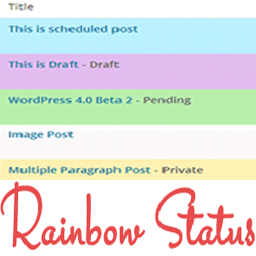 Title
This is scheduled post
This is Draft - Draft
WordPress 4.0 Beta 2 - Pending
Image Post
Multiple Paragraph Post - Private
Rainbow Status